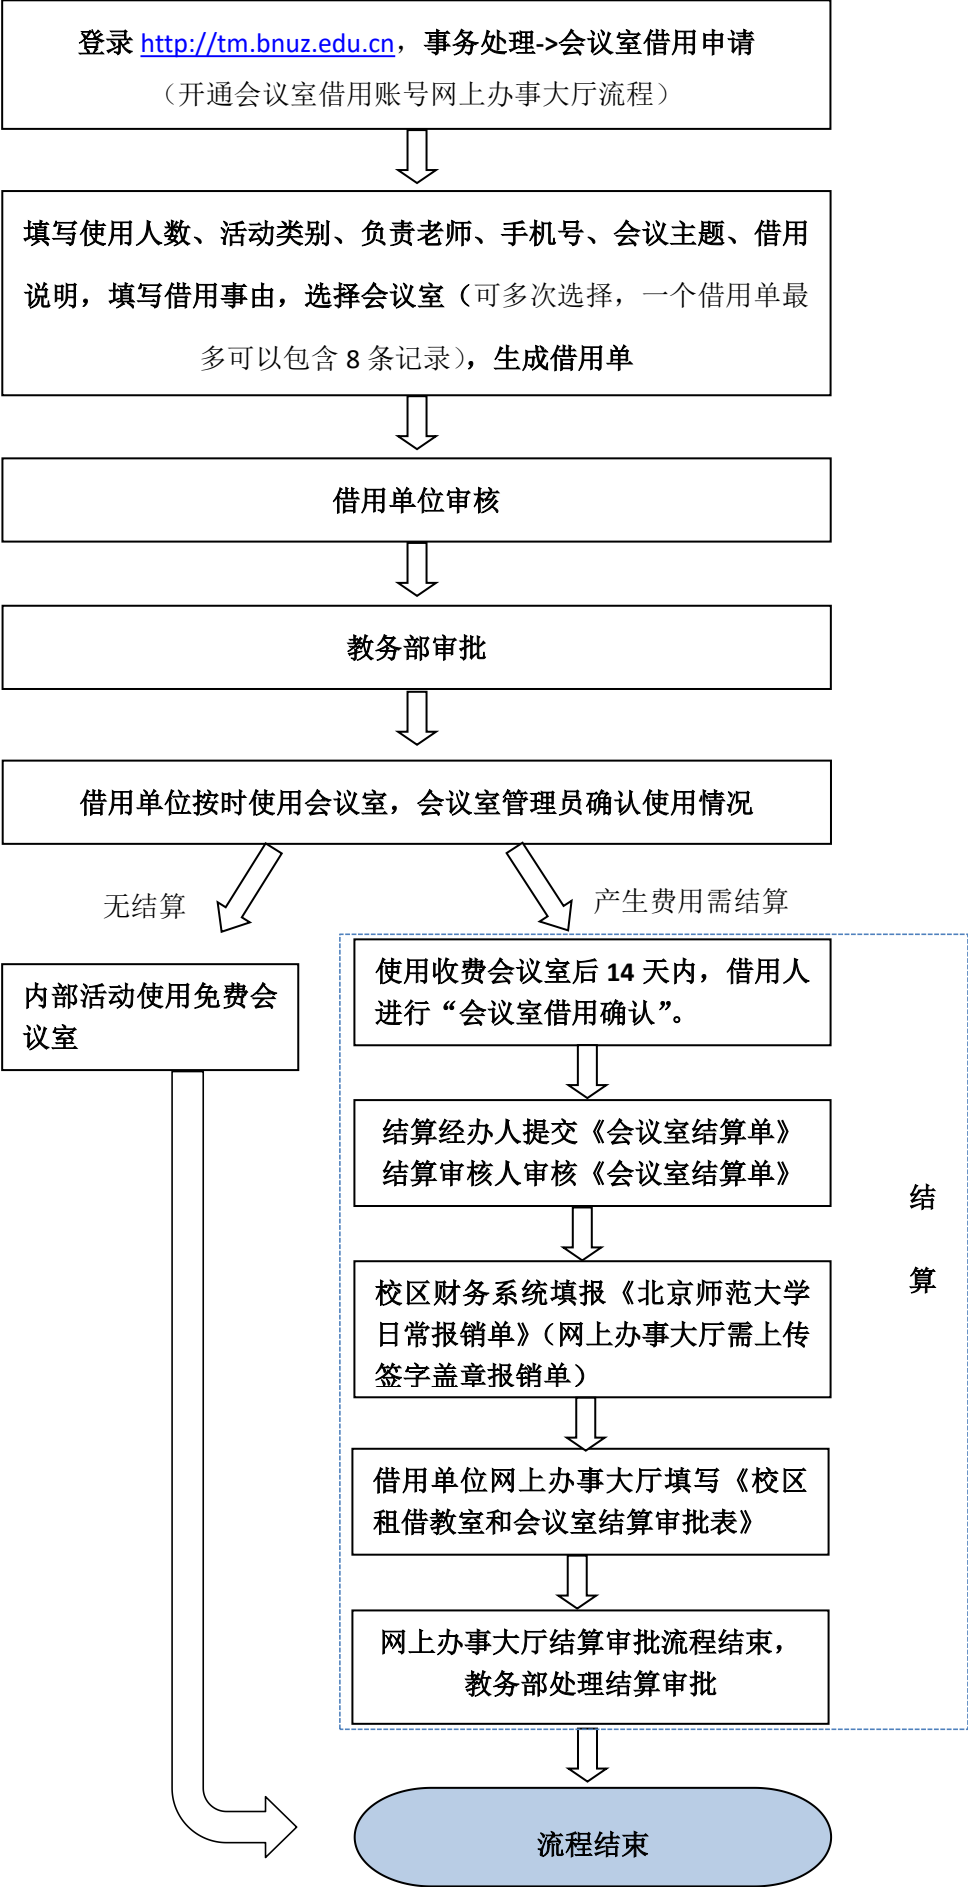 登录 http://tm.bnuz.edu.cn，事务处理->会议室借用申请
（开通会议室借用账号网上办事大厅流程）
填写使用人数、活动类别、负责老师、手机号、会议主题、借用
说明，填写借用事由，选择会议室（可多次选择，一个借用单最
多可以包含 8 条记录），生成借用单
借用单位审核
教务部审批
借用单位按时使用会议室，会议室管理员确认使用情况
无结算
产生费用需结算
内部活动使用免费会
议室
使用收费会议室后 14 天内，借用人
进行“会议室借用确认”。
结算经办人提交《会议室结算单》
结算审核人审核《会议室结算单》
结
算
校区财务系统填报《北京师范大学
日常报销单》（网上办事大厅需上传
签字盖章报销单）
借用单位网上办事大厅填写《校区
租借教室和会议室结算审批表》
网上办事大厅结算审批流程结束，
教务部处理结算审批
流程结束